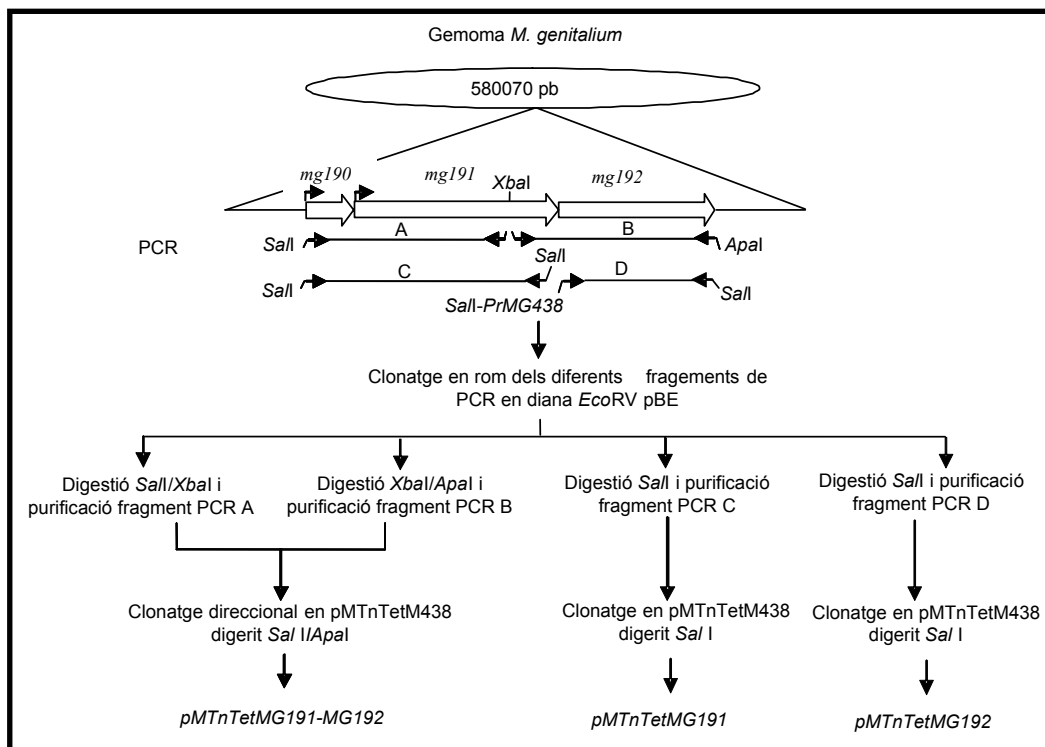 Gemoma M. genitalium
580070 pb
mg190
mg191
XbaI
mg192
PCR
SalI
A
B
ApaI
SalI
C
SalI
D
SalI
SalI-PrMG438
Clonatge en rom dels diferents fragements de
PCR en diana EcoRV pBE
Digestió SalI/XbaI i
purificació fragment PCR A
Digestió XbaI/ApaI i
purificació fragment PCR B
Digestió SalI i purificació
fragment PCR C
Digestió SalI i purificació
fragment PCR D
Clonatge direccional en pMTnTetM438
digerit Sal I/ApaI
Clonatge en pMTnTetM438
digerit Sal I
Clonatge en pMTnTetM438
digerit Sal I
pMTnTetMG191-MG192
pMTnTetMG191
pMTnTetMG192